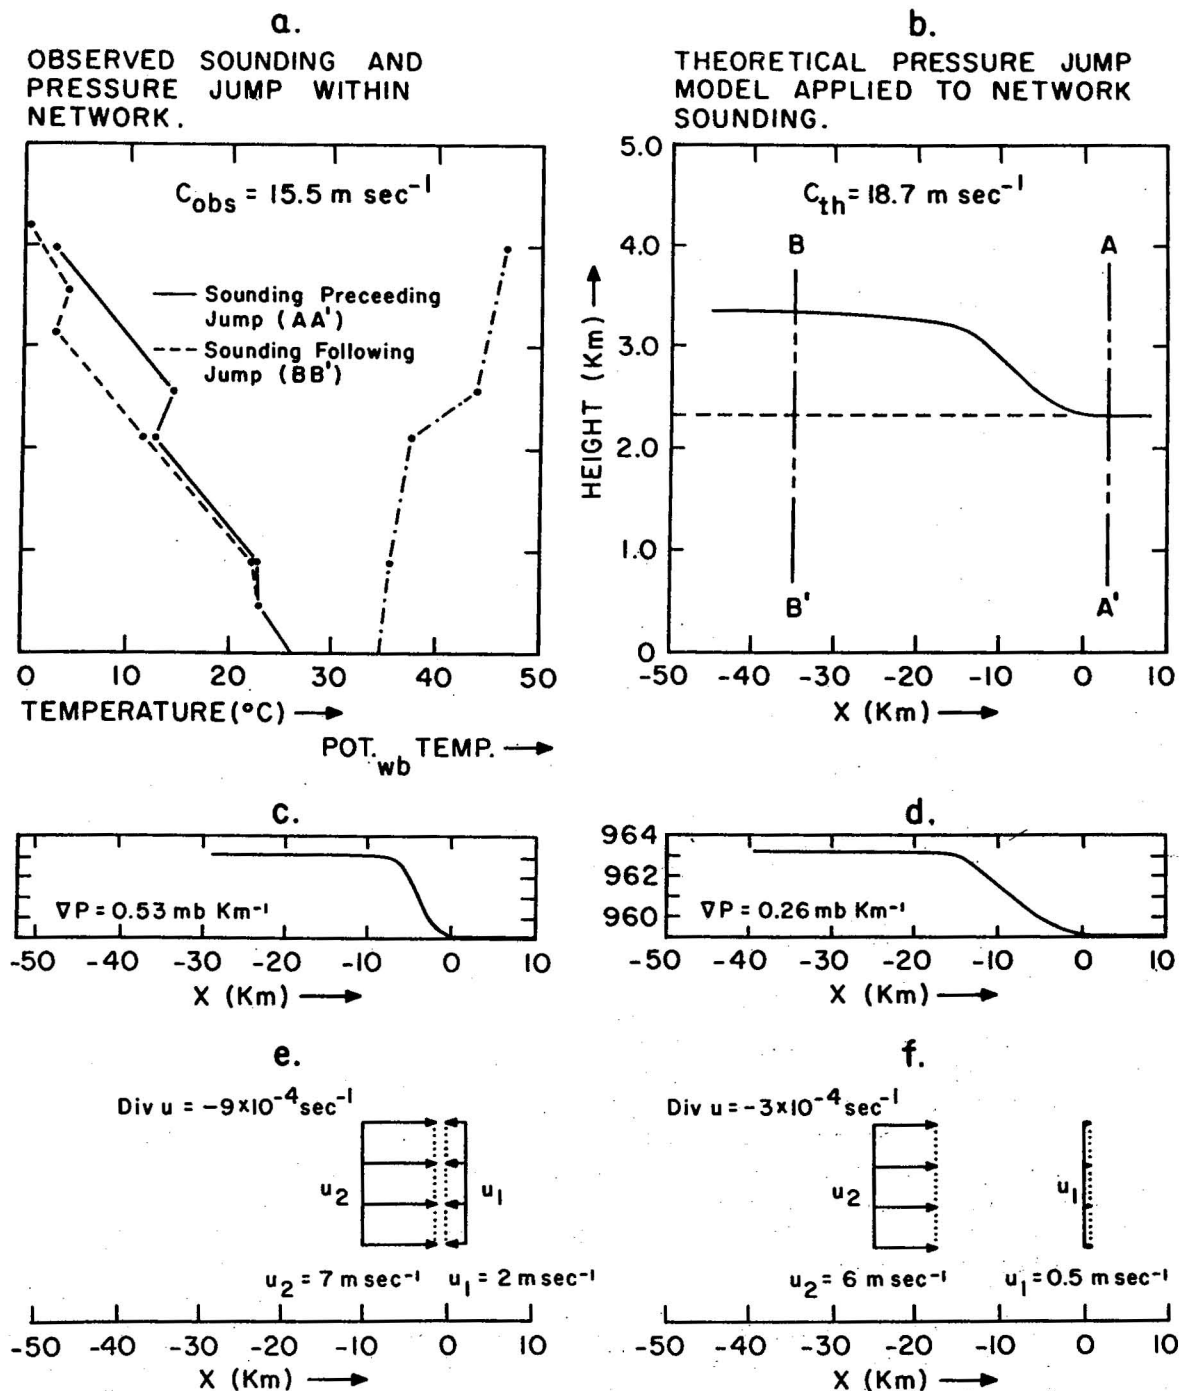 a.
OBSERVED SOUNDING AND
PRESSURE JUMP WITHIN
NETWORK.
C_obs = 15.5 m sec⁻¹
Sounding Preceeding
Jump (AA')
Sounding Following
Jump (BB')
0 10 20 30 40 50
TEMPERATURE(°C)
POT. wb TEMP.
b.
THEORETICAL PRESSURE JUMP
MODEL APPLIED TO NETWORK
SOUNDING.
5.0
C_th = 18.7 m sec⁻¹
B A
4.0
3.0
2.0
1.0
B' A'
0
HEIGHT (Km)
-50 -40 -30 -20 -10 0 10
X (Km)
c.
∇P = 0.53 mb Km⁻¹
-50 -40 -30 -20 -10 0 10
X (Km)
d.
964
962
960
∇P = 0.26 mb Km⁻¹
-50 -40 -30 -20 -10 0 10
X (Km)
e.
Div u = -9×10⁻⁴ sec⁻¹
u₂ u₁
u₂ = 7 m sec⁻¹ u₁ = 2 m sec⁻¹
-50 -40 -30 -20 -10 0 10
X (Km)
f.
Div u = -3×10⁻⁴ sec⁻¹
u₂ u₁
u₂ = 6 m sec⁻¹ u₁ = 0.5 m sec⁻¹
-50 -40 -30 -20 -10 0 10
X (Km)